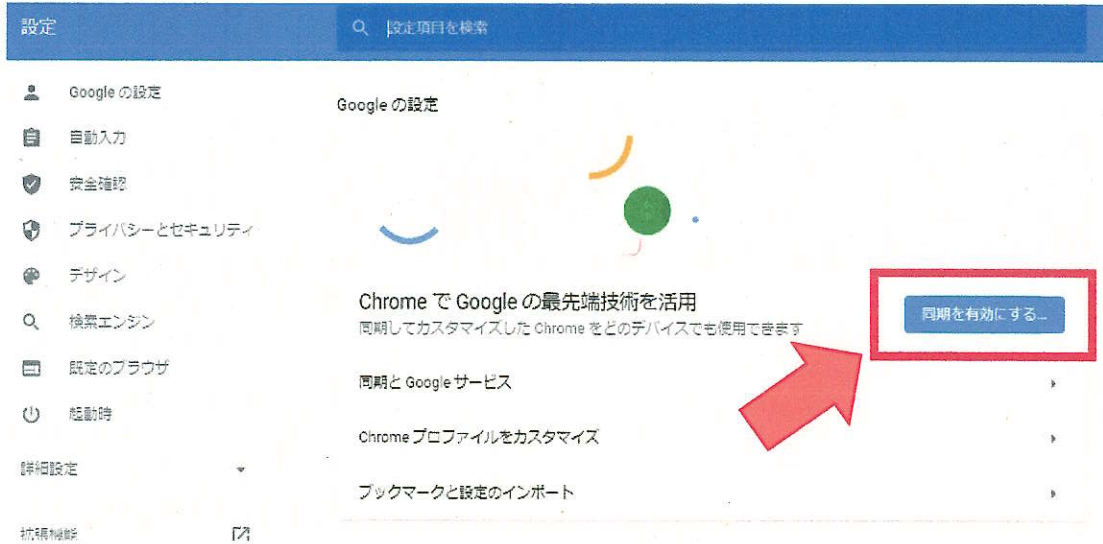 設定
設定項目を検索
Google の設定
自動入力
安全確認
プライバシーとセキュリティ
デザイン
検索エンジン
既定のブラウザ
起動時
詳細設定
拡張機能
Google の設定
Chrome で Google の最先端技術を活用
同期してカスタマイズした Chrome をどのデバイスでも使用できます
同期を有効にする...
同期と Google サービス
Chrome プロファイルをカスタマイズ
ブックマークと設定のインポート